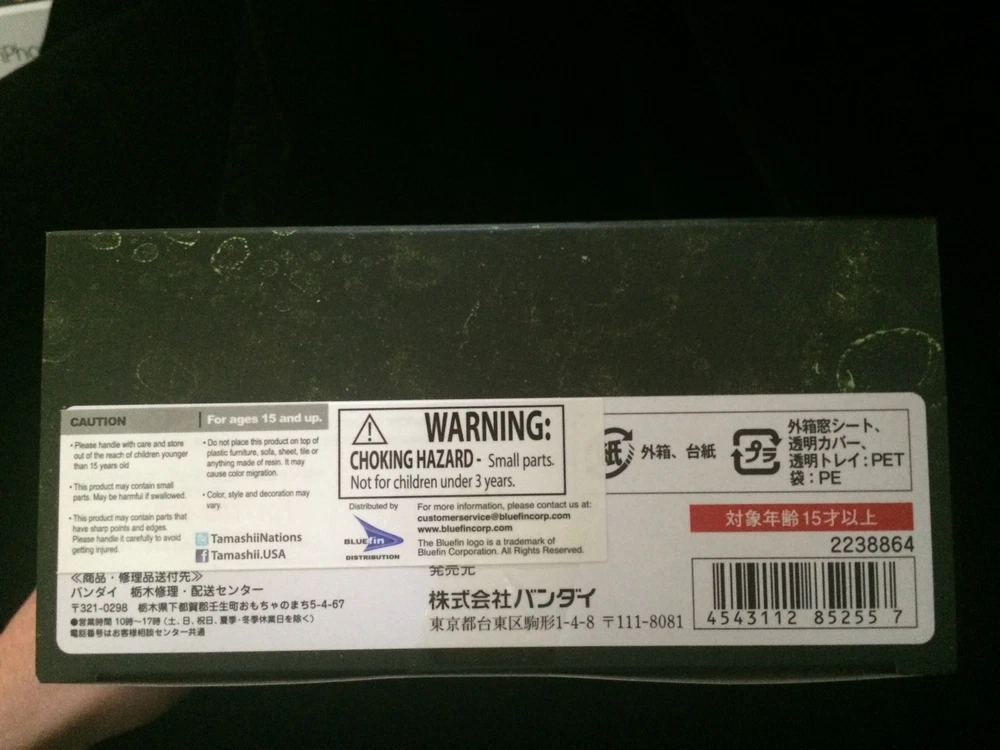 iPho
CAUTION
For ages 15 and up.
• Please handle with care and store
out of the reach of children younger
than 15 years old
• This product may contain small
parts. May be harmful if swallowed.
• This product may contain parts that
have sharp points and edges.
Please handle it carefully to avoid
getting injured.
• Do not place this product on top of
plastic furniture, sofa, sheet, tile or
anything made of resin. It may
cause color migration.
• Color, style and decoration may
vary.
TamashiiNations
Tamashii.USA
WARNING:
CHOKING HAZARD - Small parts.
Not for children under 3 years.
Distributed by
BLUEfin
DISTRIBUTION
For more information, please contact us at:
customerservice@bluefincorp.com
www.bluefincorp.com
The Bluefin logo is a trademark of
Bluefin Corporation. All Rights Reserved.
紙
外箱、台紙
プラ
外箱窓シート、
透明カバー、
透明トレイ:PET
袋:PE
対象年齢15才以上
2238864
4543112 85255 7
≪商品・修理品送付先≫
バンダイ 栃木修理・配送センター
〒321-0298 栃木県下都賀郡壬生町おもちゃのまち5-4-67
●営業時間 10時〜17時(土、日、祝日、夏季・冬季休業日を除く)
電話番号はお客様相談センター共通
発売元
株式会社バンダイ
東京都台東区駒形1-4-8 〒111-8081